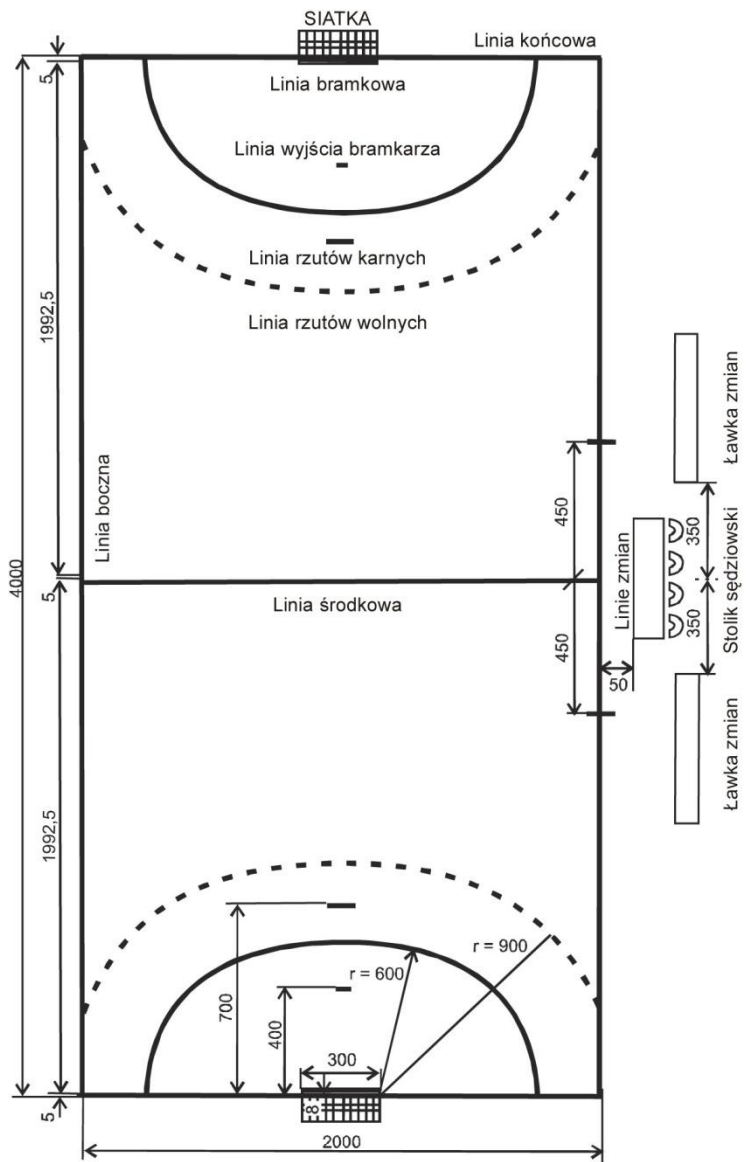 SIATKA
Linia końcowa
5
Linia bramkowa
Linia wyjścia bramkarza
Linia rzutów karnych
Linia rzutów wolnych
1992,5
Linia boczna
4000
5
Linia środkowa
450
450
Linie zmian
50
350
350
Ławka zmian
Stolik sędziowski
Ławka zmian
1992,5
r = 900
r = 600
700
400
300
8
5
2000